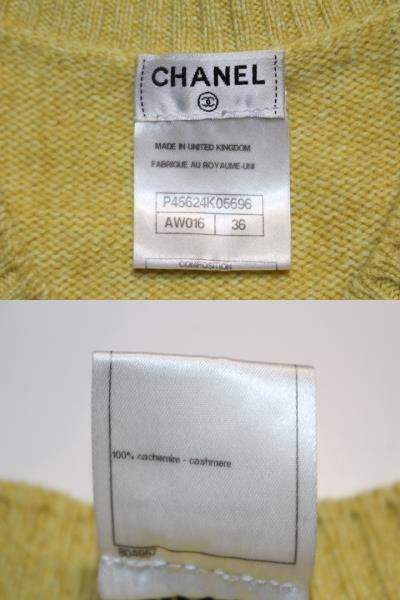 CHANEL
MADE IN UNITED KINGDOM
FABRIQUE AU ROYAUME-UNI
P45624K05696
AW016 36
COMPOSITION
100% cachemire - cashmere